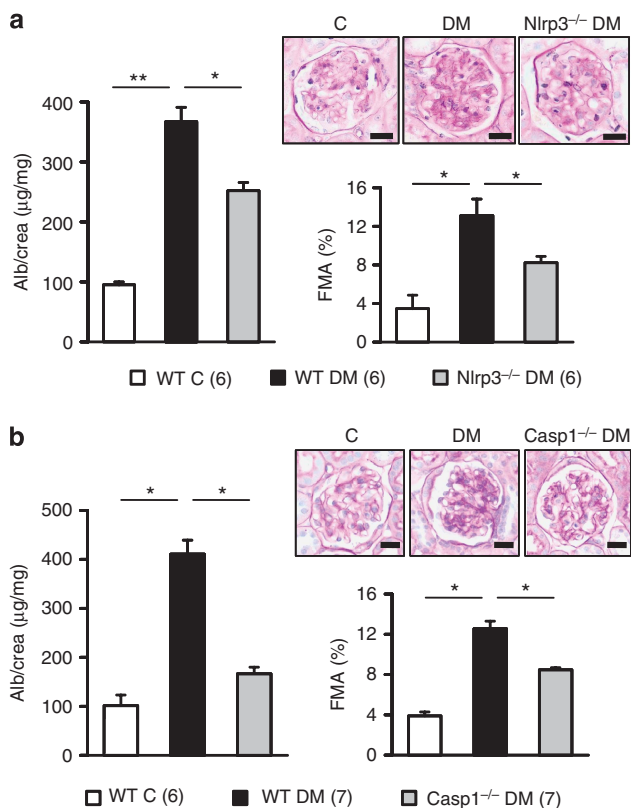 a
C DM Nlrp3–/– DM
** *
400
300
200
100
0
Alb/crea (µg/mg)
* *
16
12
8
4
0
FMA (%)
WT C (6) WT DM (6) Nlrp3–/– DM (6)
b
C DM Casp1–/– DM
* *
500
400
300
200
100
0
Alb/crea (µg/mg)
* *
16
12
8
4
0
FMA (%)
WT C (6) WT DM (7) Casp1–/– DM (7)